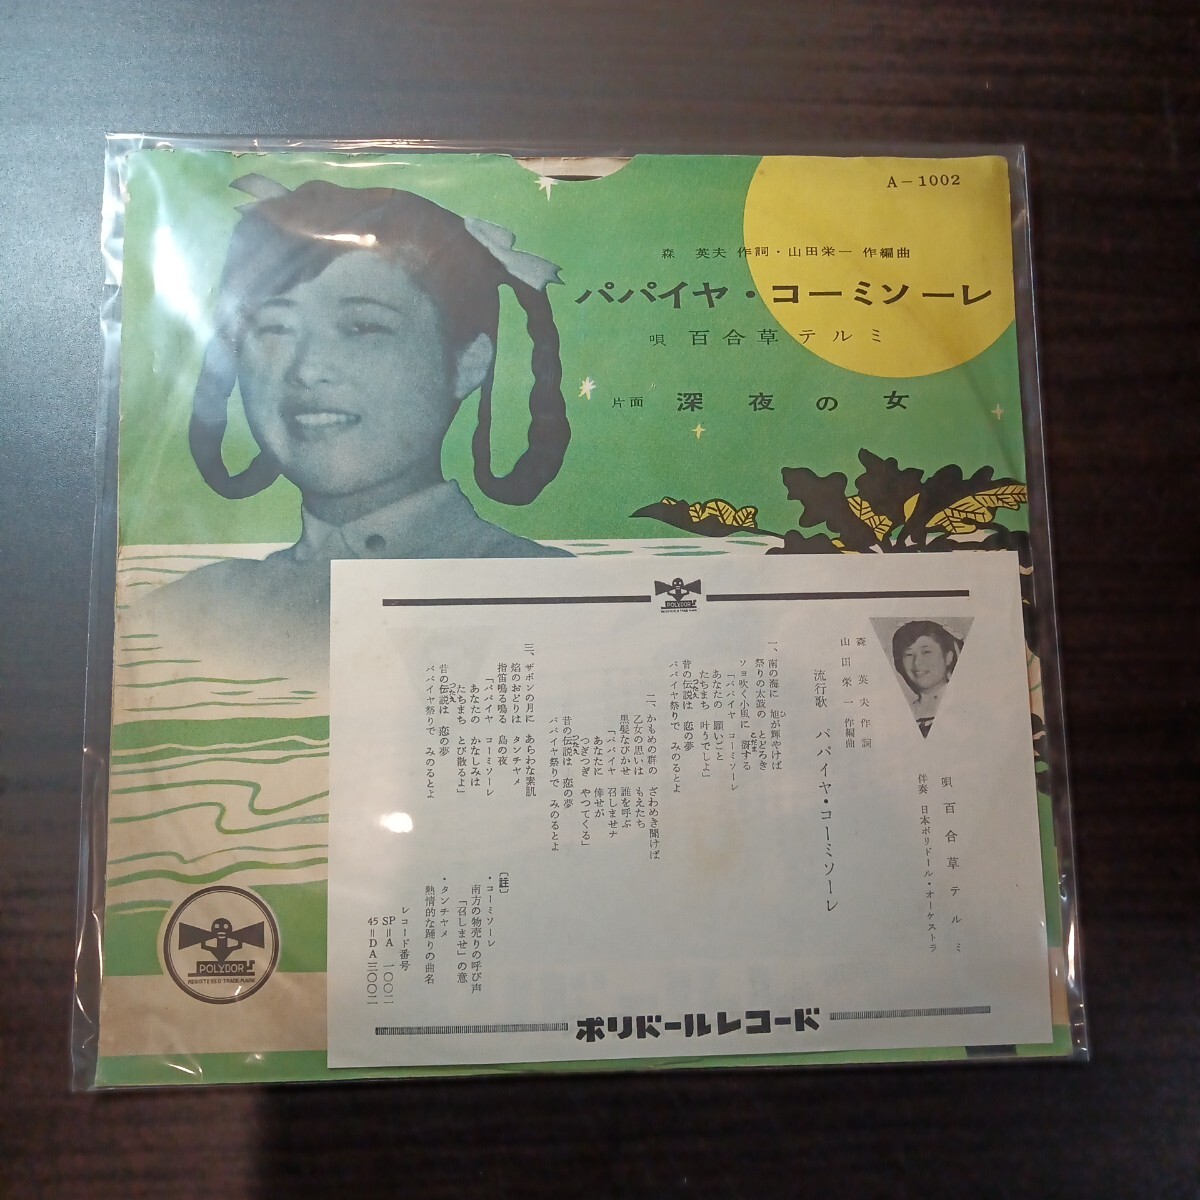 A-1002
森 英夫 作詞・山田栄一 作編曲
パパイヤ・コーミソーレ
唄 百合草テルミ
片面 深夜の女
POLYDOR
REGISTERED TRADE MARK
POLYDOR
REGISTERED TRADE MARK
唄 百合草テルミ
伴奏 日本ポリドール・オーケストラ
森 英夫 作詞
山田栄一 作編曲
流行歌 パパイヤ・コーミソーレ
一、南の海に 旭が輝やけば
祭りの太鼓の とどろき
ソヨ吹く小風に 谺する
「パパイヤ コーミソーレ
あなたの 願いごと
たちまち 叶うでしよ」
昔の伝説は 恋の夢
パパイヤ祭りで みのるとよ
二、かもめの群の ざわめき聞けば
乙女の思いは もえたち
黒髪なびかせ 誰を呼ぶ
「パパイヤ 召しませナ
あなたに 倖せが
つぎつぎ やつてくる」
昔の伝説は 恋の夢
パパイヤ祭りで みのるとよ
三、ザボンの月に あらわな素肌
焰のおどりは タンチヤメ
指笛鳴る鳴る 島の夜
「パパイヤ コーミソーレ
あなたの かなしみは
たちまち とび散るよ」
昔の伝説は 恋の夢
パパイヤ祭りで みのるとよ
〔註〕
・コーミソーレ
南方の物売りの呼び声
「召しませ」の意
・タンチヤメ
熱情的な踊りの曲名
レコード番号
SP=A 一〇〇二
45=DA 三〇〇二
ポリドールレコード